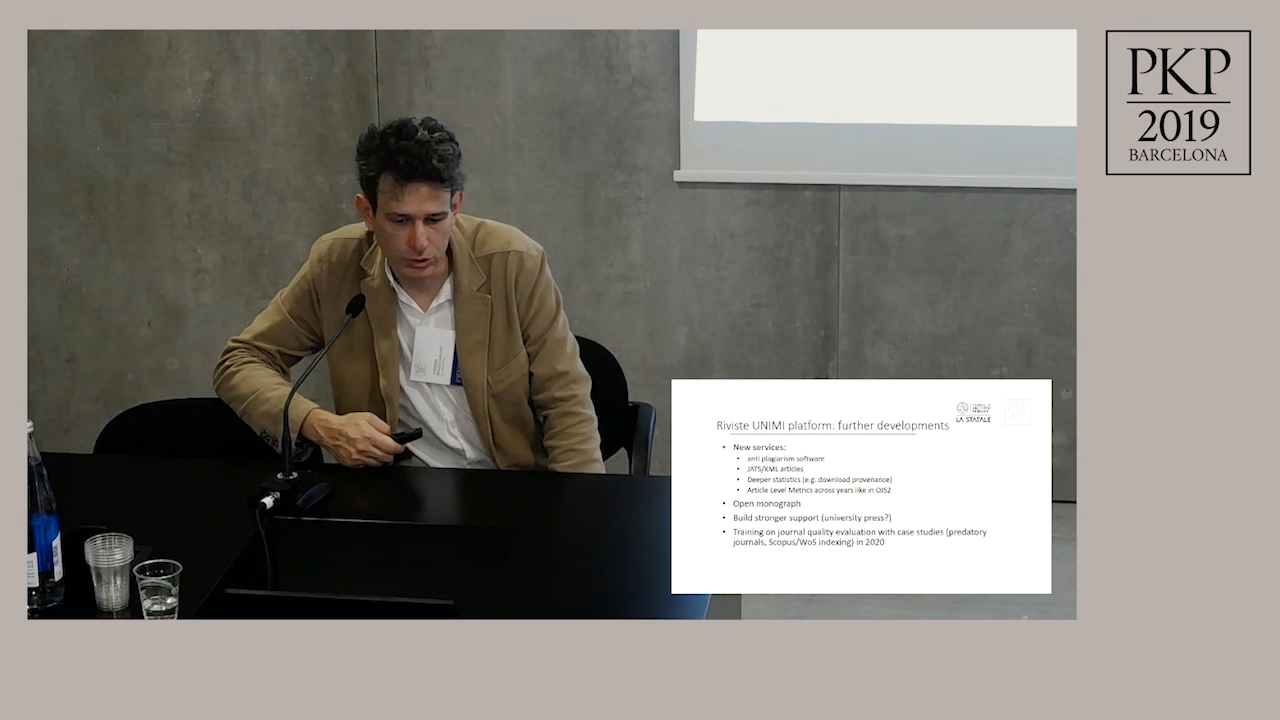 PKP
2019
BARCELONA
LA STATALE
Riviste UNIMI platform: further developments
• New services:
• anti plagiarism software
• JATS/XML articles
• Deeper statistics (e.g. download provenance)
• Article Level Metrics across years like in OJS2
• Open monograph
• Build stronger support (university press?)
• Training on journal quality evaluation with case studies (predatory
journals, Scopus/WoS indexing) in 2020